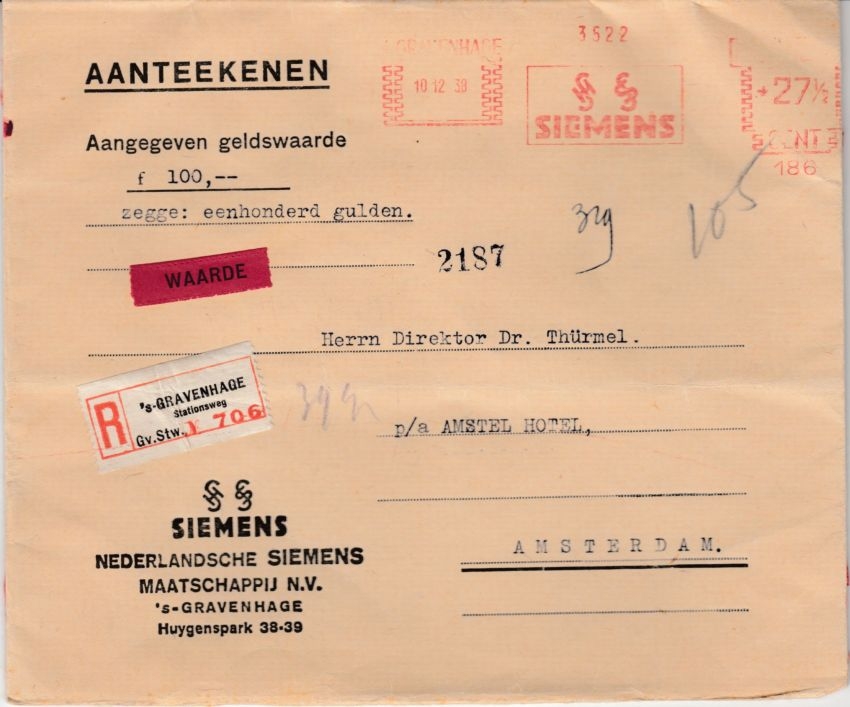 3522
'S GRAVENHAGE
10 12 38
SIEMENS
27½
CENT
186
AANTEEKENEN
Aangegeven geldswaarde
f 100,--
zegge: eenhonderd gulden.
WAARDE
2187
105
Herrn Direktor Dr. Thürmel.
R
's-GRAVENHAGE
Stationsweg
Gv.Stw. 706
p/a AMSTEL HOTEL,
AMSTERDAM.
SIEMENS
NEDERLANDSCHE SIEMENS
MAATSCHAPPIJ N.V.
's-GRAVENHAGE
Huygenspark 38-39